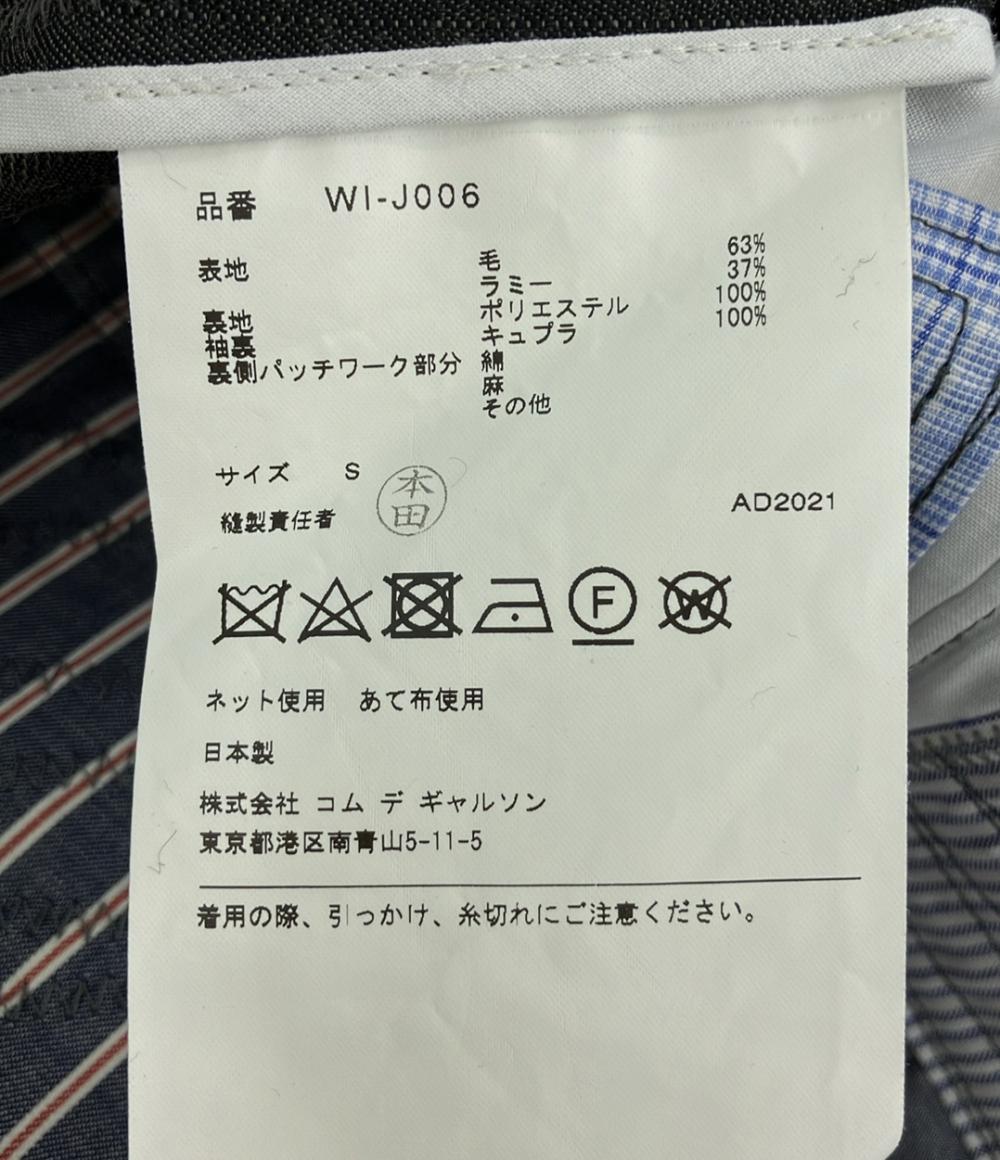 品番 WI-J006
表地 毛 63%
ラミー 37%
裏地 ポリエステル 100%
袖裏 キュプラ 100%
裏側パッチワーク部分 綿
麻
その他
サイズ S
縫製責任者 本田
AD2021
F W
ネット使用 あて布使用
日本製
株式会社 コム デ ギャルソン
東京都港区南青山5-11-5
着用の際、引っかけ、糸切れにご注意ください。